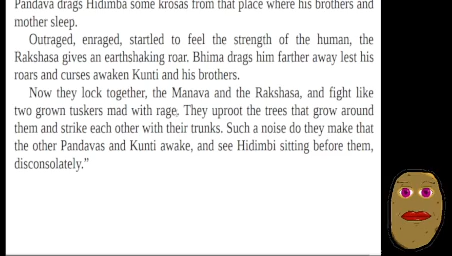 Pandava drags Hidimba some krosas from that place where his brothers and
mother sleep.
Outraged, enraged, startled to feel the strength of the human, the
Rakshasa gives an earthshaking roar. Bhima drags him farther away lest his
roars and curses awaken Kunti and his brothers.
Now they lock together, the Manava and the Rakshasa, and fight like
two grown tuskers mad with rage. They uproot the trees that grow around
them and strike each other with their trunks. Such a noise do they make that
the other Pandavas and Kunti awake, and see Hidimbi sitting before them,
disconsolately.”